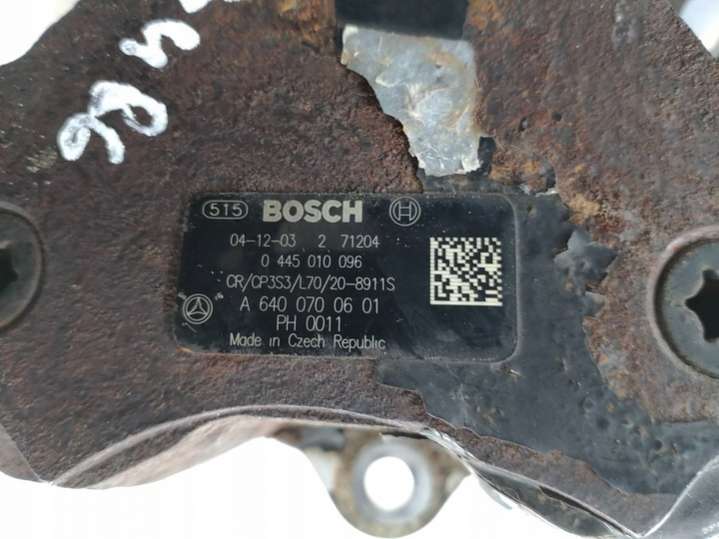 515 BOSCH
04-12-03 2 71204
0 445 010 096
CR/CP3S3/L70/20-8911S
A 640 070 06 01
PH 0011
Made in Czech Republic